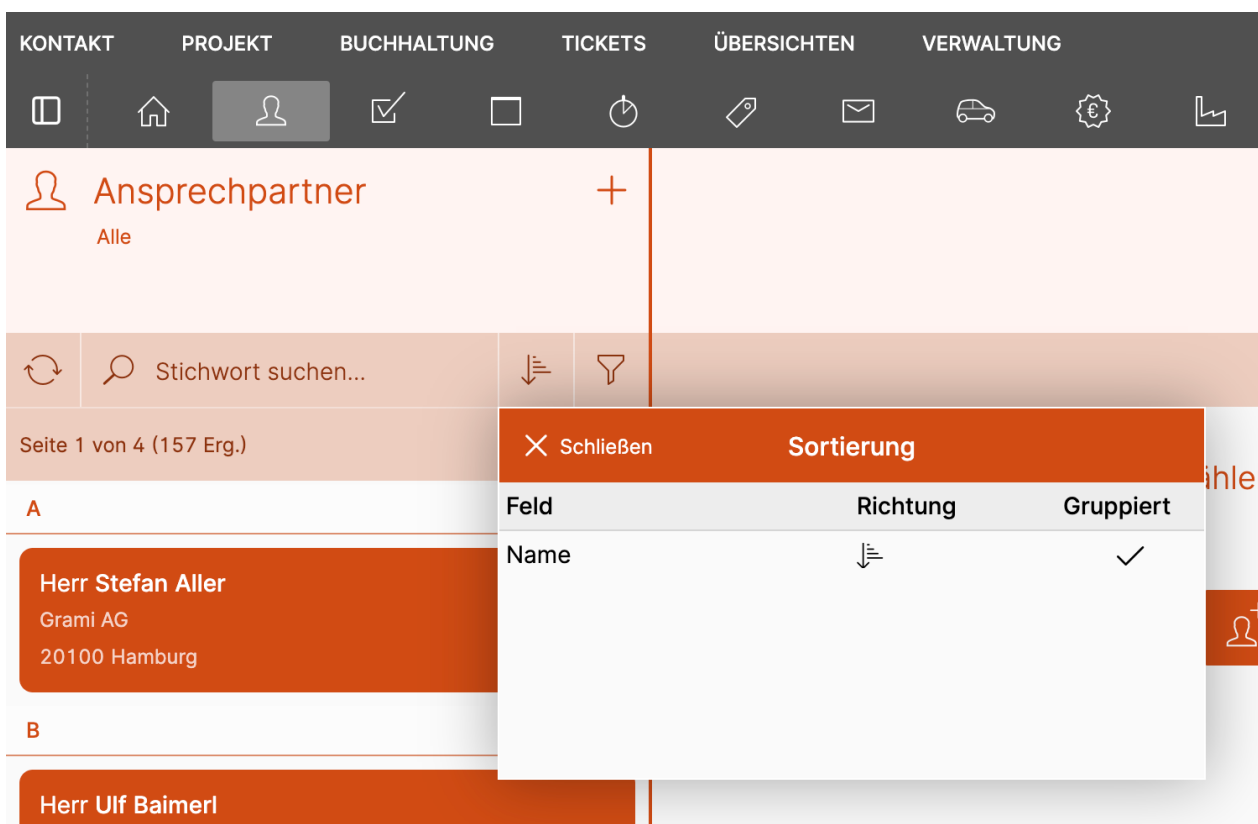 KONTAKT PROJEKT BUCHHALTUNG TICKETS ÜBERSICHTEN VERWALTUNG
Ansprechpartner
Alle
Stichwort suchen...
Seite 1 von 4 (157 Erg.)
Schließen Sortierung
Feld Richtung Gruppiert
Name
A
Herr Stefan Aller
Grami AG
20100 Hamburg
B
Herr Ulf Baimerl